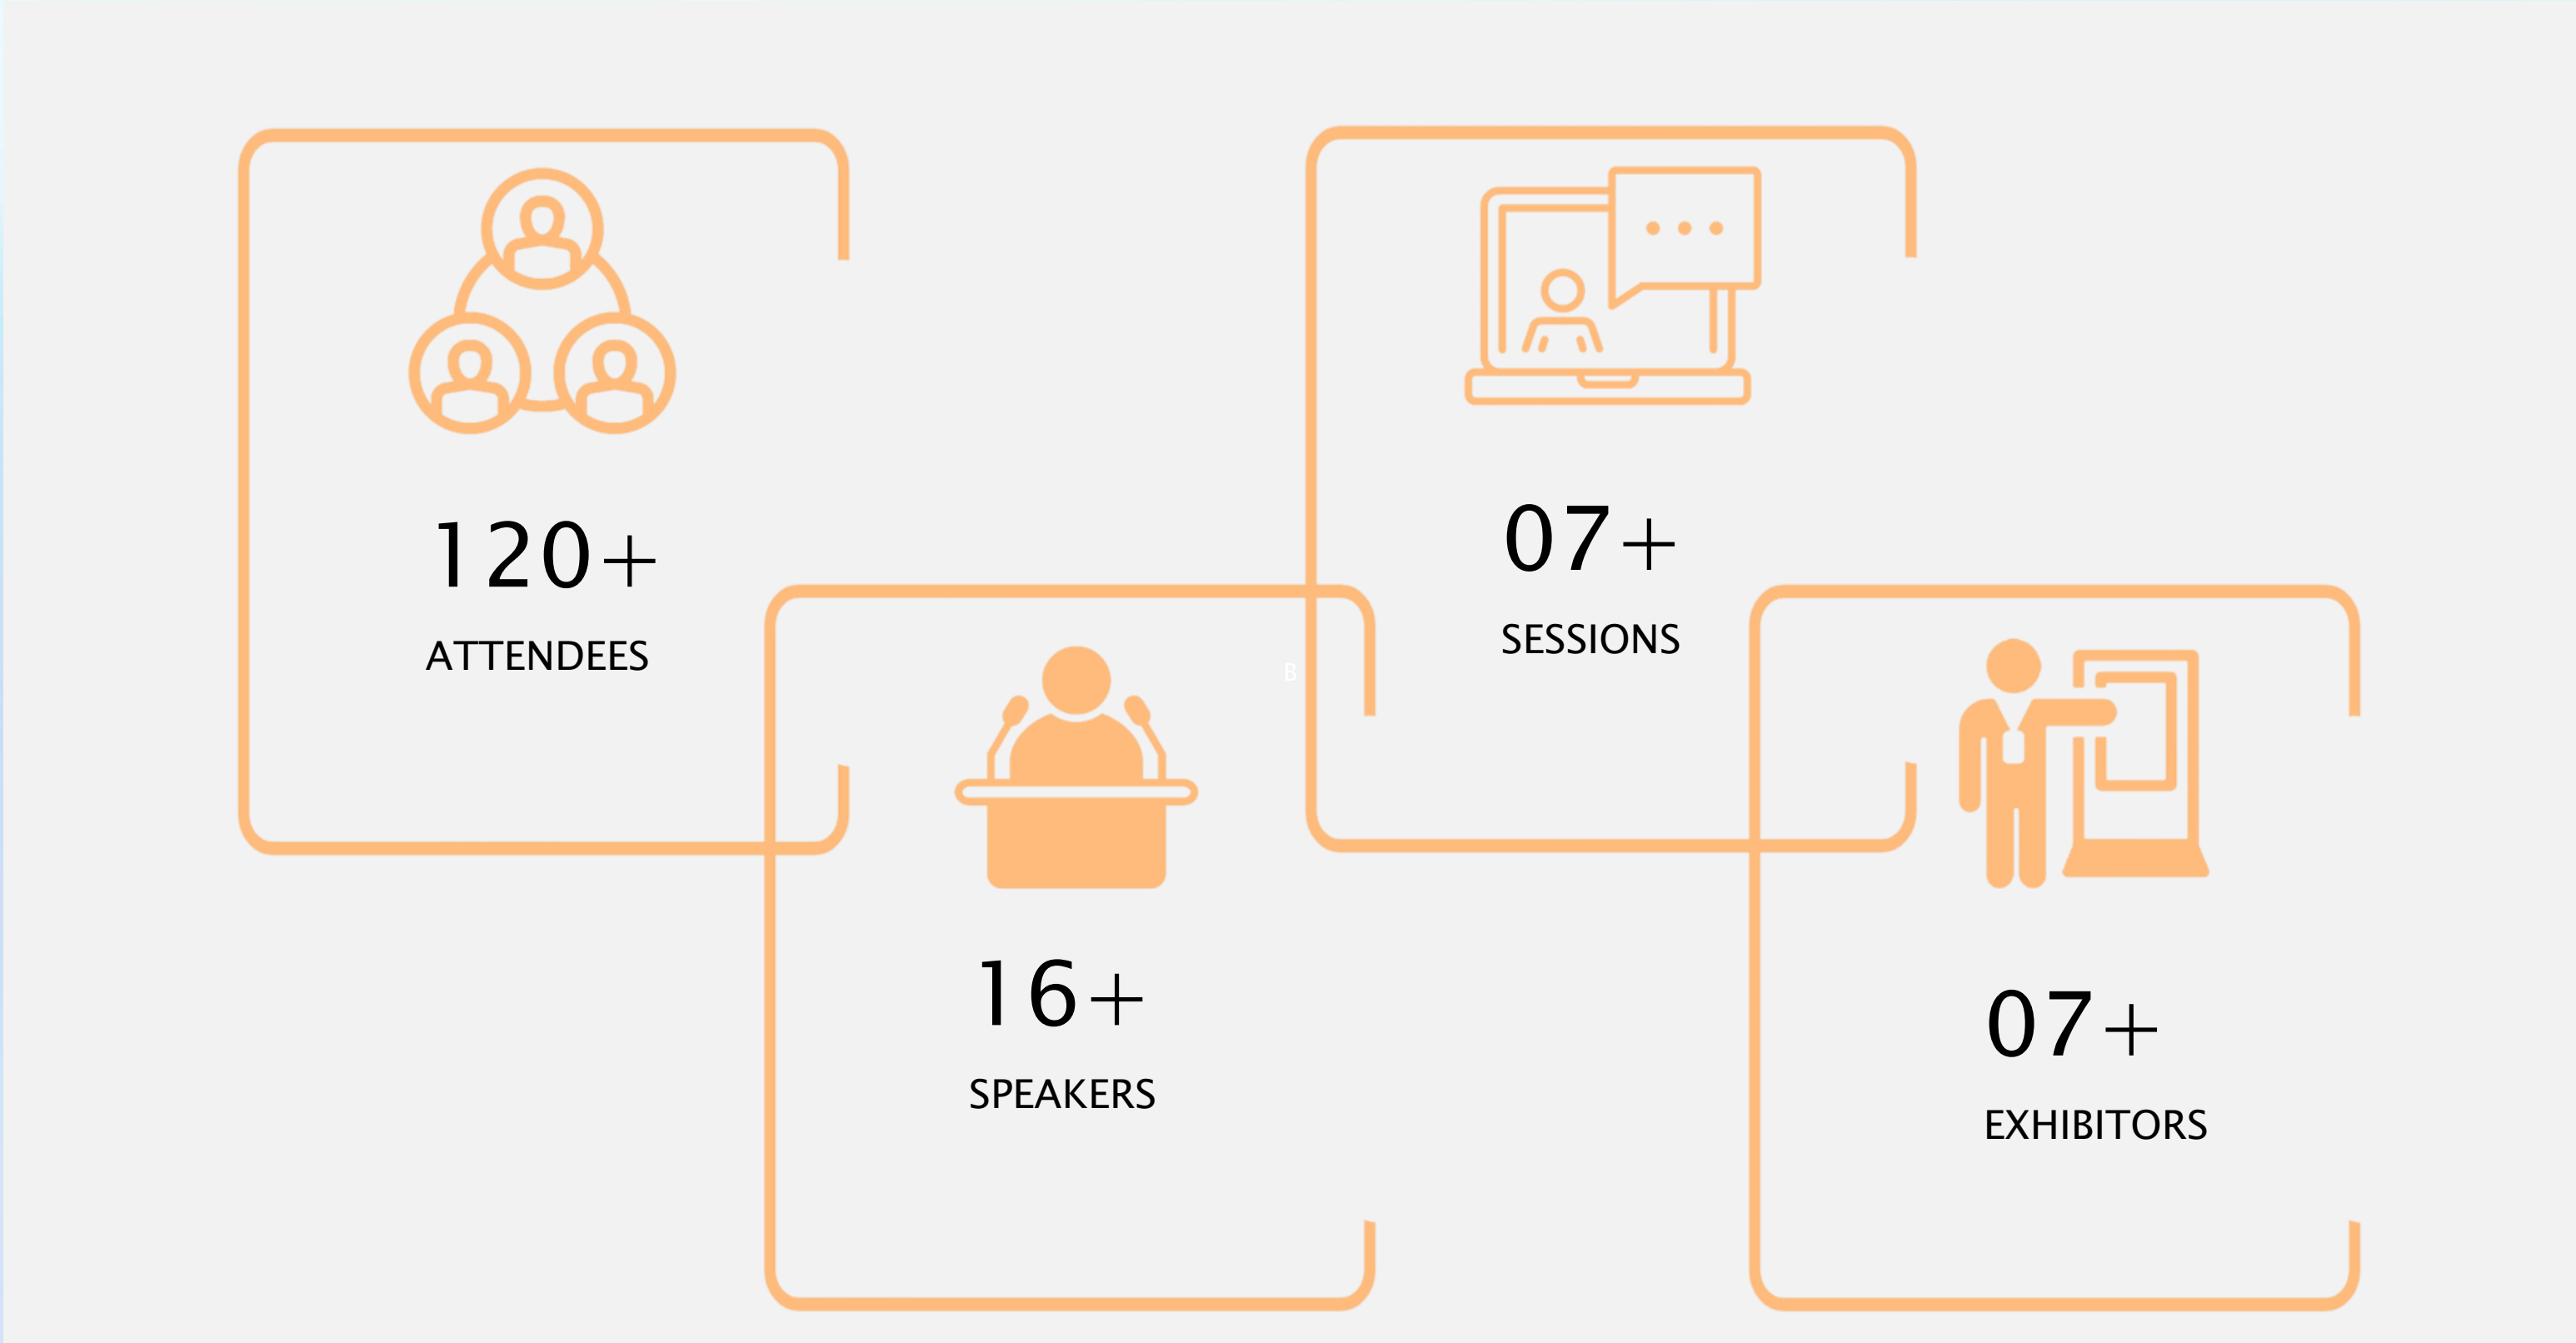 120+
ATTENDEES
16+
SPEAKERS
B
07+
SESSIONS
07+
EXHIBITORS